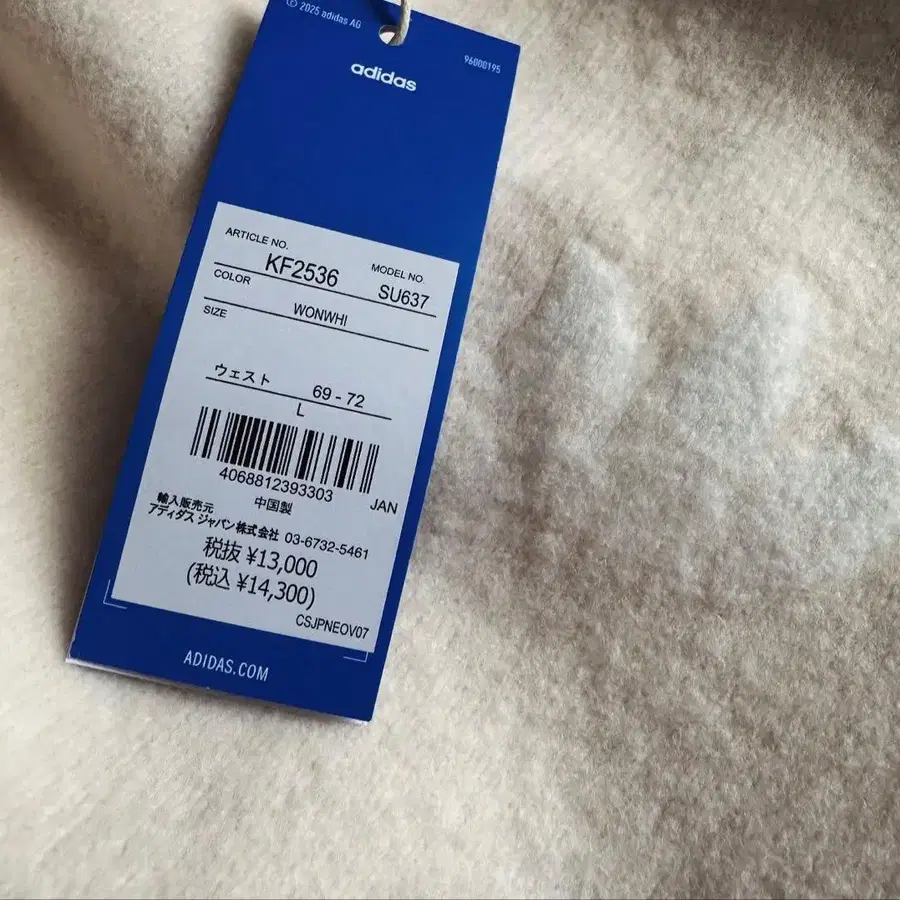 © 2025 adidas AG
96000195
adidas
ARTICLE NO.
KF2536
MODEL NO.
SU637
COLOR
WONWHI
SIZE
ウェスト 69 - 72
L
4068812393303
JAN
中国製
輸入販売元
アディダス ジャパン株式会社 03-6732-5461
税抜 ¥13,000
(税込 ¥14,300)
CSJPNEOV07
ADIDAS.COM